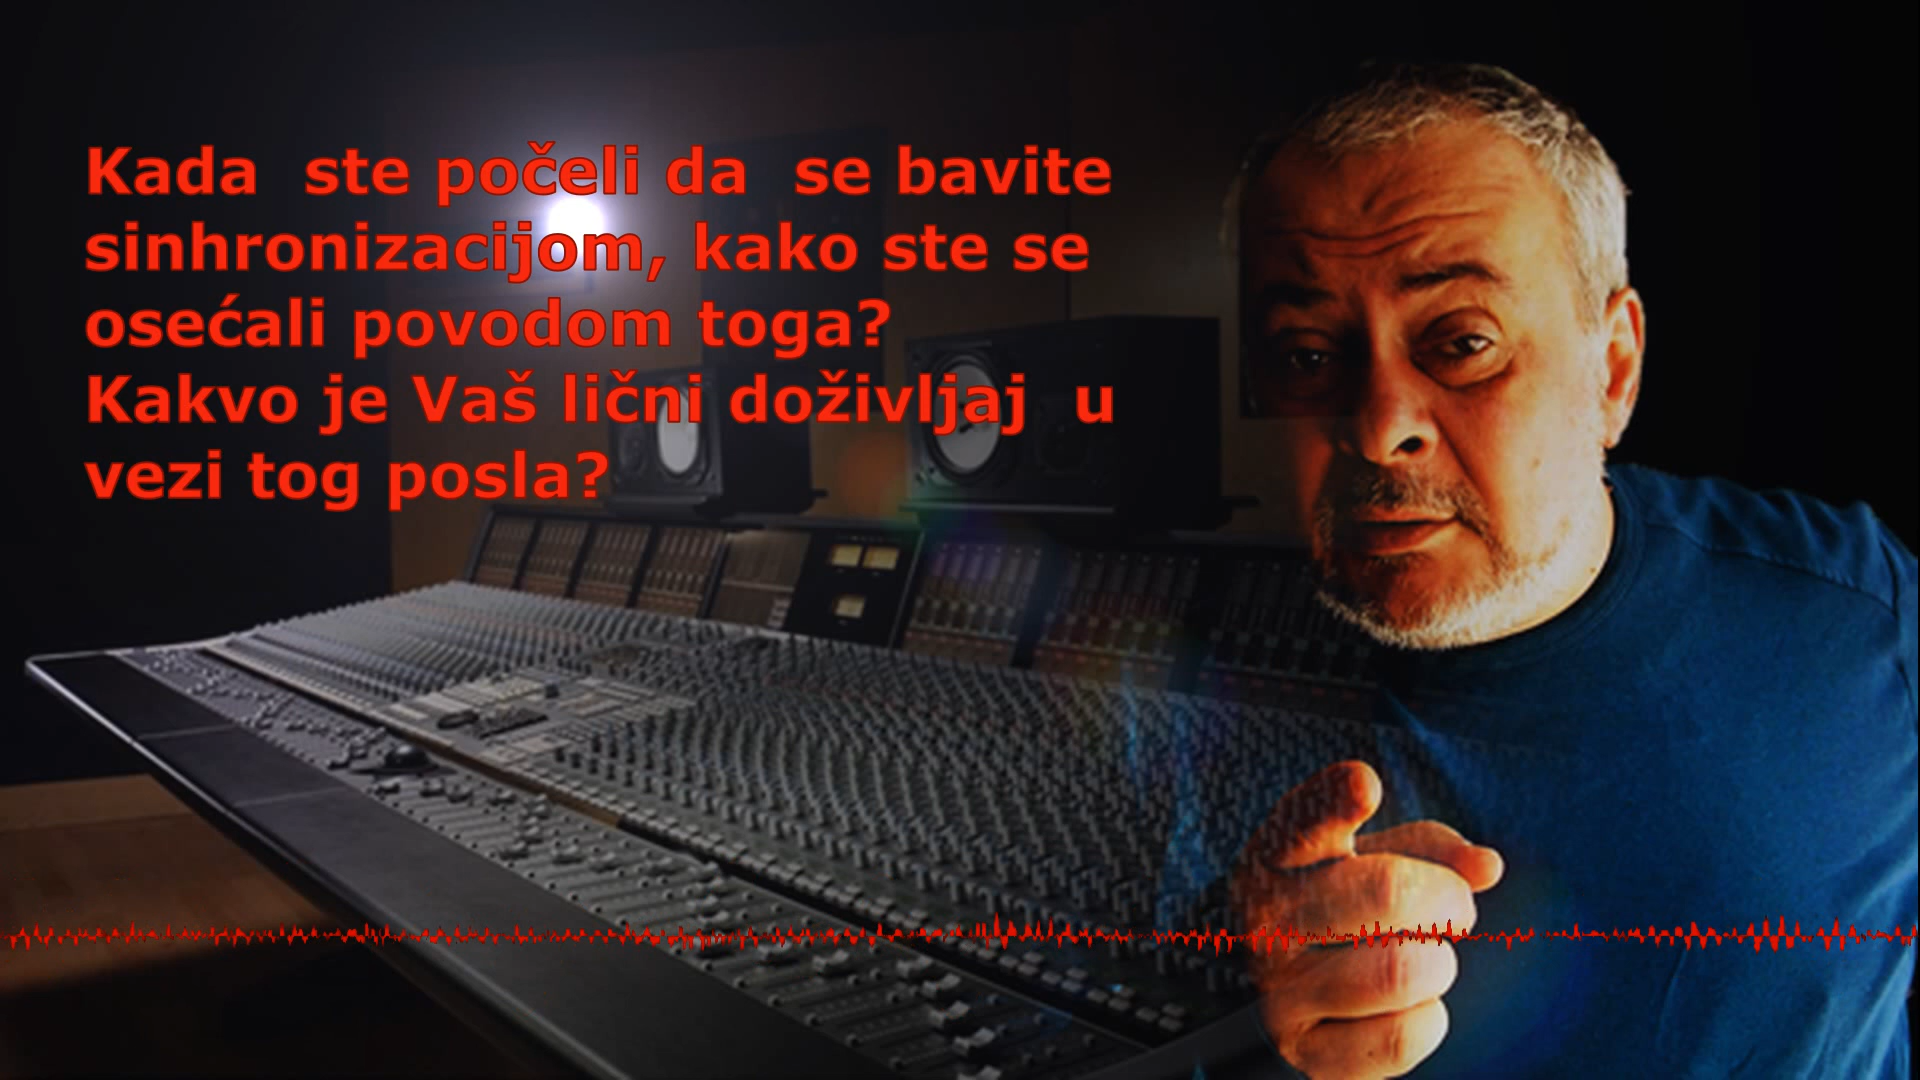 Kada ste počeli da se bavite
sinhronizacijom, kako ste se
osećali povodom toga?
Kakvo je Vaš lični doživljaj u
vezi tog posla?